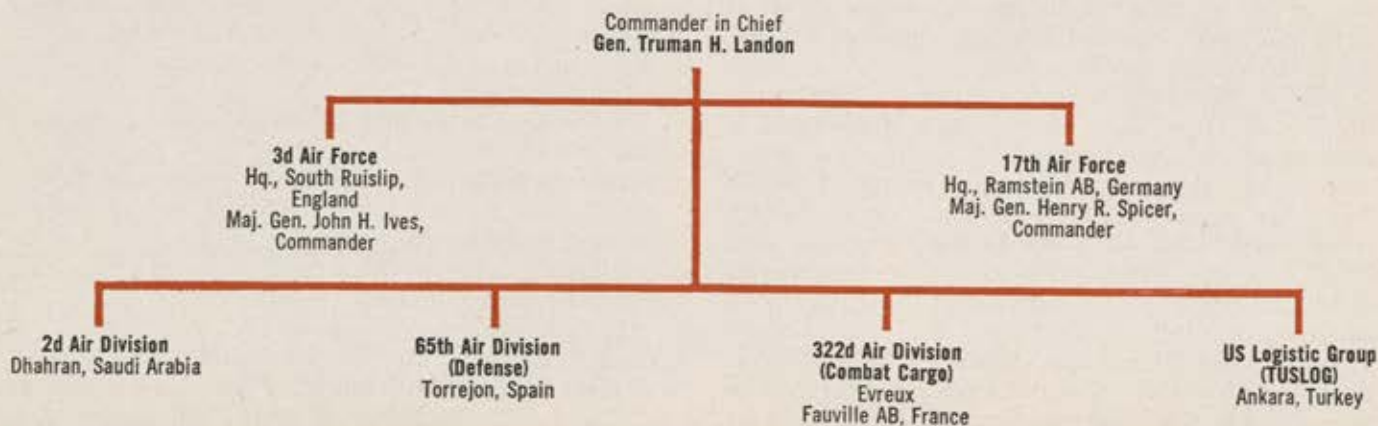 Commander in Chief
Gen. Truman H. Landon
3d Air Force
Hq., South Ruislip,
England
Maj. Gen. John H. Ives,
Commander
17th Air Force
Hq., Ramstein AB, Germany
Maj. Gen. Henry R. Spicer,
Commander
2d Air Division
Dhahran, Saudi Arabia
65th Air Division
(Defense)
Torrejon, Spain
322d Air Division
(Combat Cargo)
Evreux
Fauville AB, France
US Logistic Group
(TUSLOG)
Ankara, Turkey